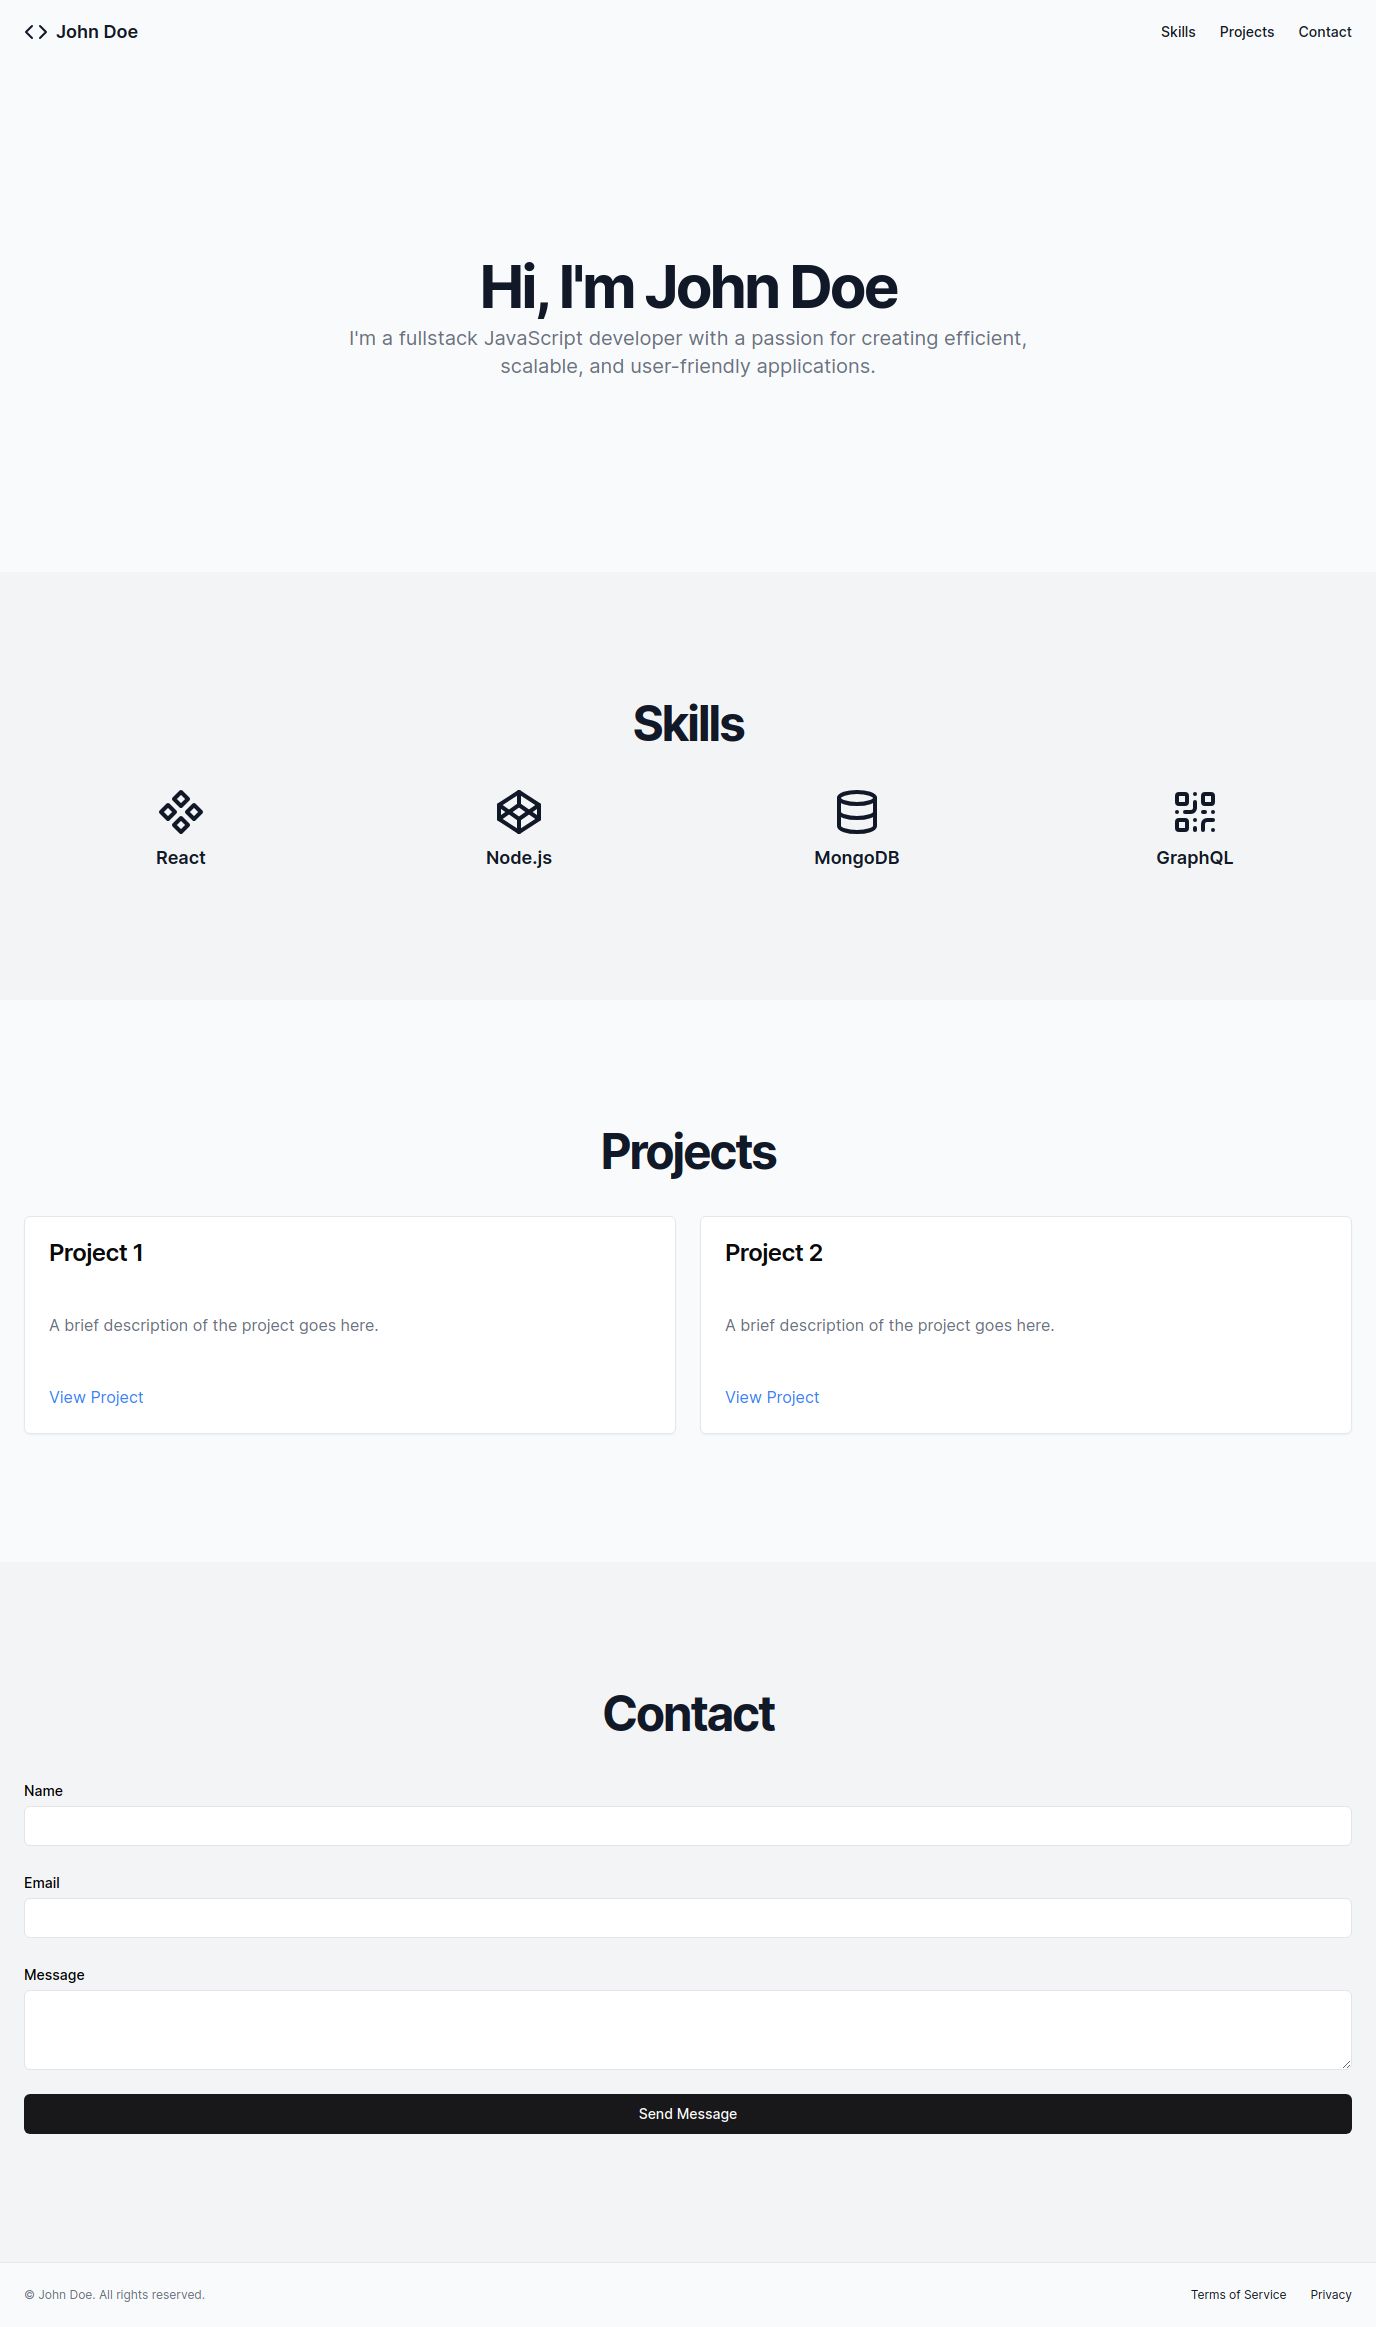 John Doe
Skills
Projects
Contact
Hi, I'm John Doe
I'm a fullstack JavaScript developer with a passion for creating efficient,
scalable, and user-friendly applications.
Skills
React
Node.js
MongoDB
GraphQL
Projects
Project 1
A brief description of the project goes here.
View Project
Project 2
A brief description of the project goes here.
View Project
Contact
Name
Email
Message
Send Message
© John Doe. All rights reserved.
Terms of Service
Privacy